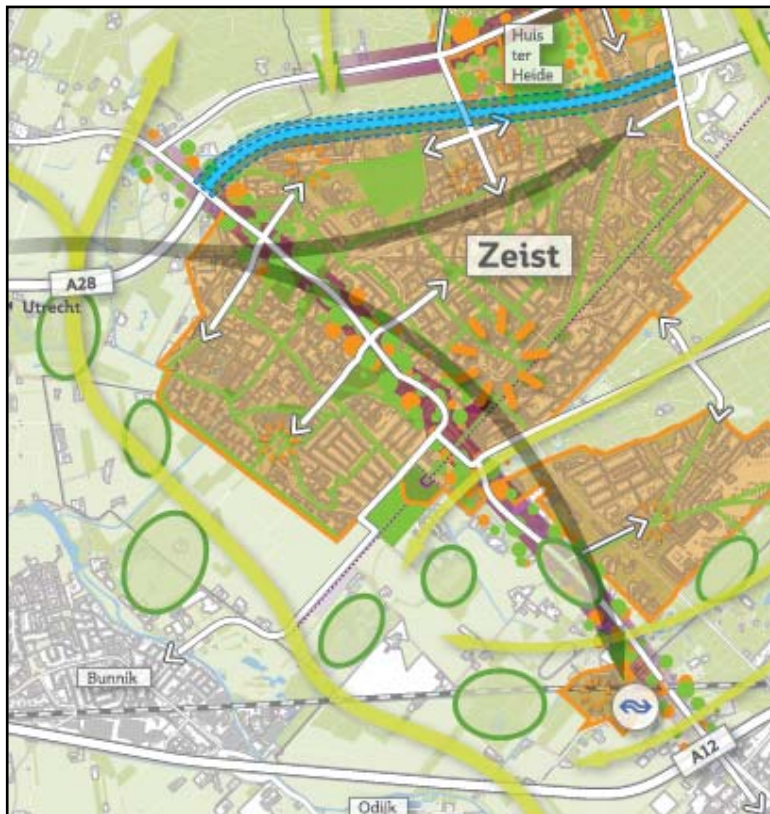 Huis
ter
Heide
Zeist
A28
Utrecht
Bunnik
A12
Odijk